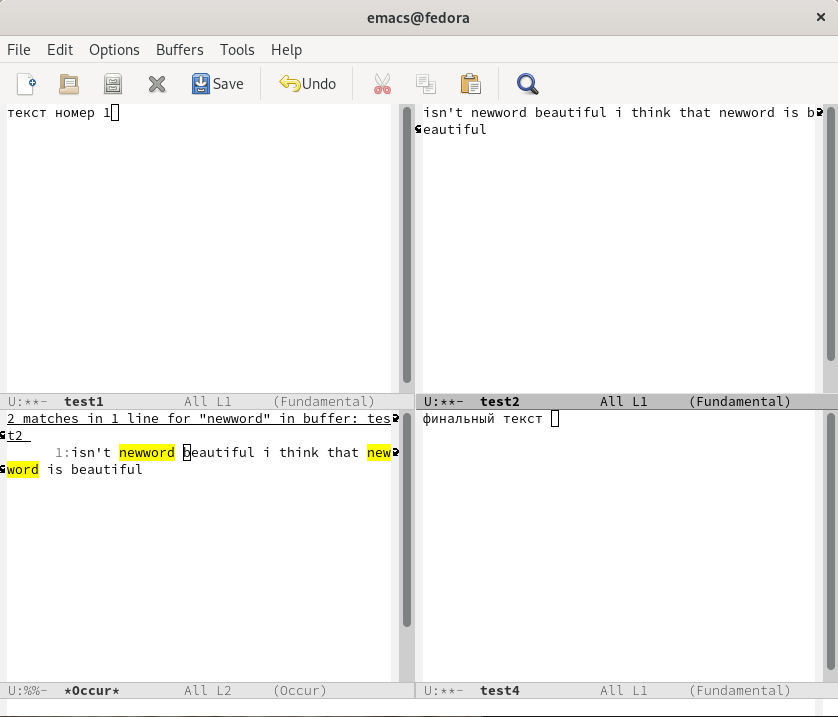 emacs@fedora
File Edit Options Buffers Tools Help
Save Undo
текст номер 1
U:**- test1 All L1 (Fundamental)
isn't newword beautiful i think that newword is b
eautiful
U:**- test2 All L1 (Fundamental)
2 matches in 1 line for "newword" in buffer: tes
t2
1:isn't newword beautiful i think that new
word is beautiful
U:%%- *Occur* All L2 (Occur)
финальный текст
U:**- test4 All L1 (Fundamental)